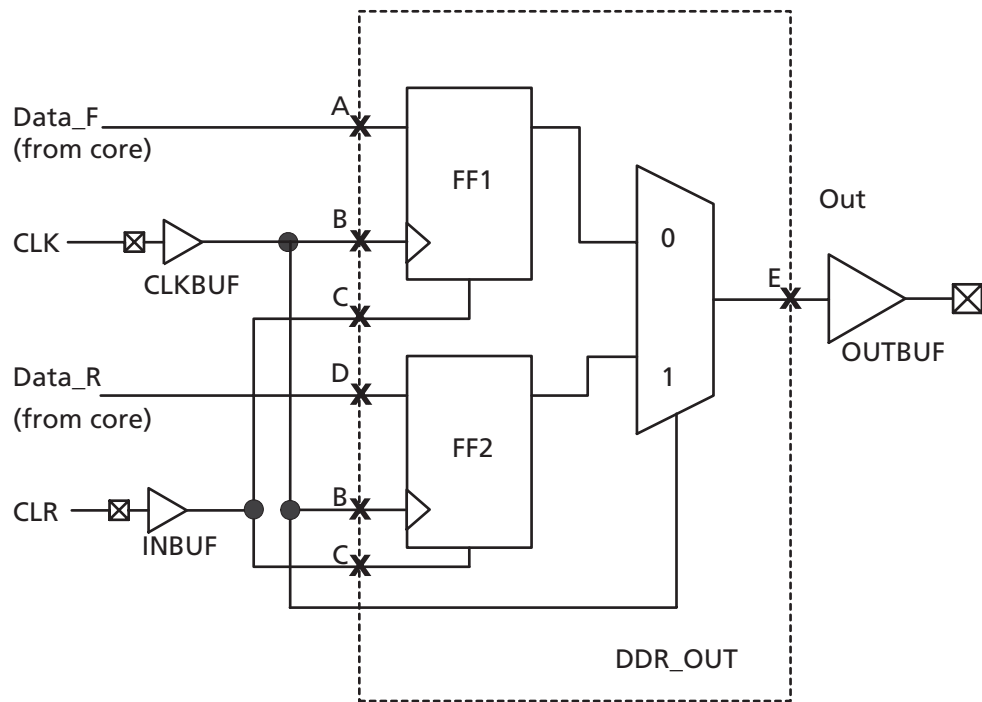 Data_F
(from core)
A
FF1
B
CLK
CLKBUF
C
0
Out
E
OUTBUF
Data_R
(from core)
D
1
FF2
B
CLR
INBUF
C
DDR_OUT